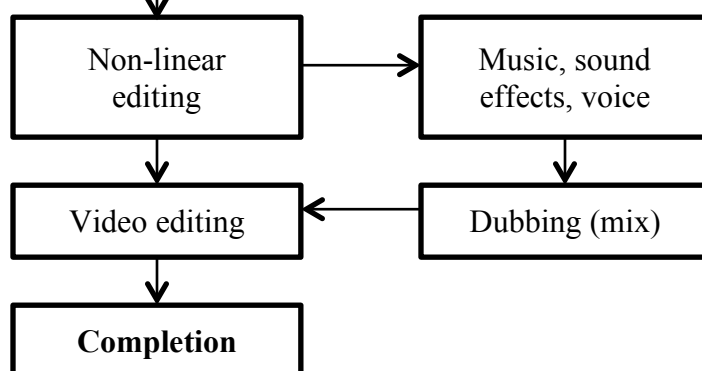 Non-linear
editing
Music, sound
effects, voice
Video editing
Dubbing (mix)
Completion